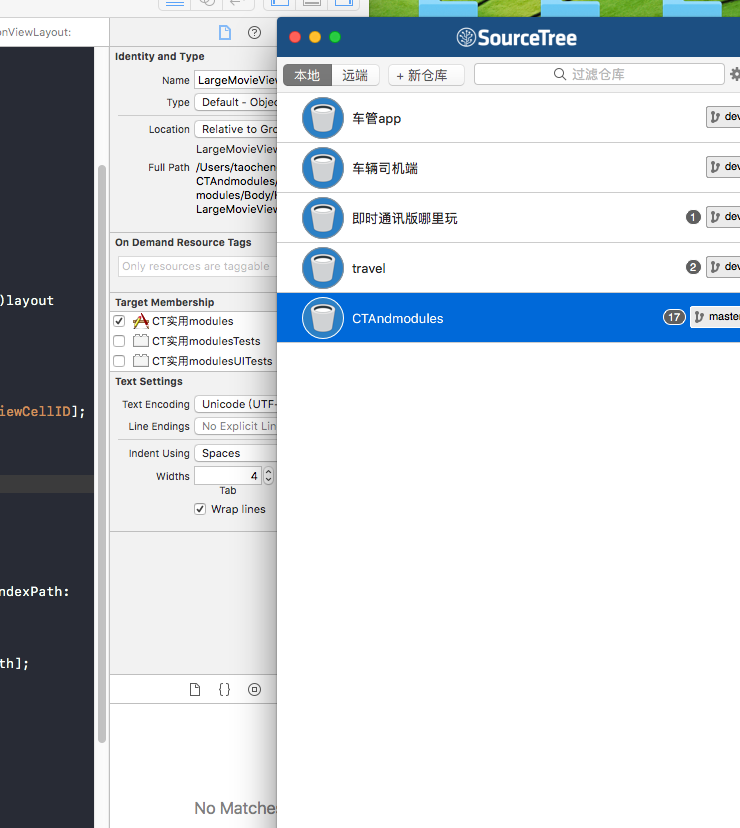 onViewLayout:
)layout
iewCellID];
ndexPath:
th];
Identity and Type
Name LargeMovieView
Type Default - Objec
Location Relative to Gro
LargeMovieView
Full Path /Users/taochen
CTAndmodules/
modules/Body/
LargeMovieView
On Demand Resource Tags
Only resources are taggable
Target Membership
CT实用modules
CT实用modulesTests
CT实用modulesUITests
Text Settings
Text Encoding Unicode (UTF-
Line Endings No Explicit Lin
Indent Using Spaces
Widths 4
Tab
Wrap lines
{}
No Matche
SourceTree
本地 远端 + 新仓库 过滤仓库
车管app dev
车辆司机端 dev
即时通讯版哪里玩 1 dev
travel 2 dev
CTAndmodules 17 master